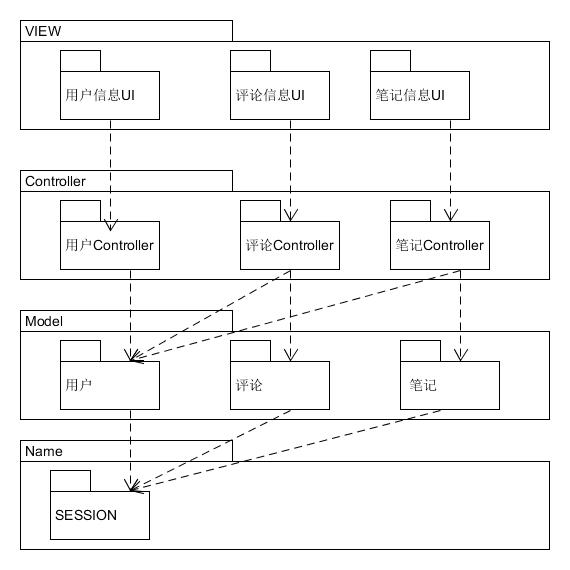 VIEW
用户信息UI
评论信息UI
笔记信息UI
Controller
用户Controller
评论Controller
笔记Controller
Model
用户
评论
笔记
Name
SESSION